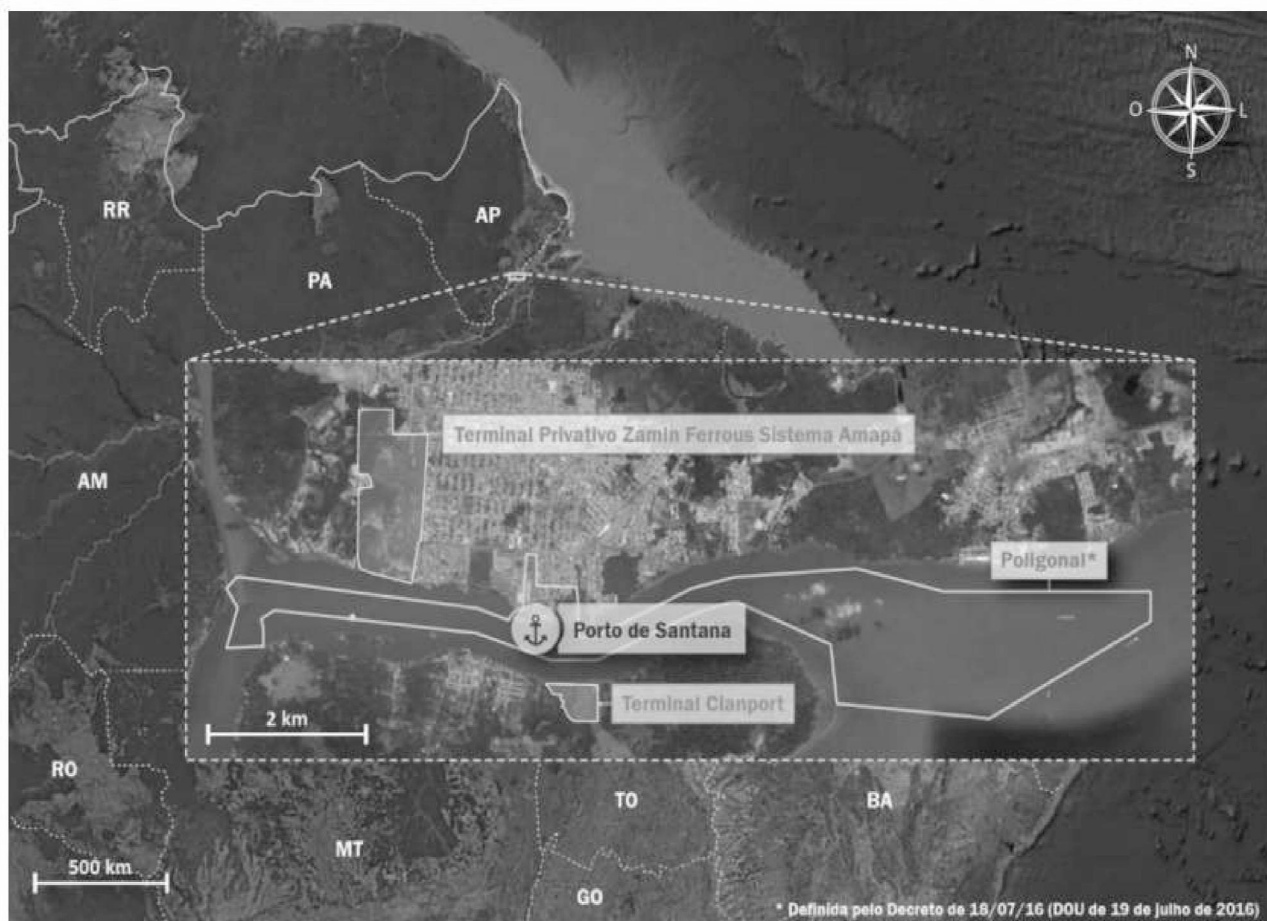 N
O L
S
RR
AP
PA
Terminal Privativo Zamin Ferrous Sistema Amapá
AM
Poligonal*
Porto de Santana
Terminal Cianport
2 km
RO
TO
BA
MT
500 km
GO
* Definida pelo Decreto de 18/07/16 (DOU de 19 de julho de 2016)